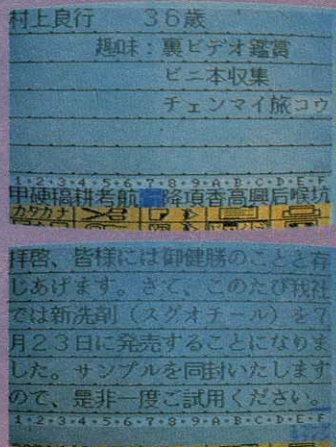 村上良行　36歳
趣味：裏ビデオ鑑賞
ビニ本収集
チェンマイ旅コウ
1・2・3・4・5・6・7・8・9・A・B・C・D・E・F
甲硬稿耕考航降項香高興后喉坑
カタカナ
拝啓、皆様には御健勝のことと存
じあげます。さて、このたび我社
では新洗剤（スグオチール）を7
月23日に発売することになりま
した。サンプルを同封いたします
ので、是非一度ご試用ください。
1・2・3・4・5・6・7・8・9・A・B・C・D・E・F